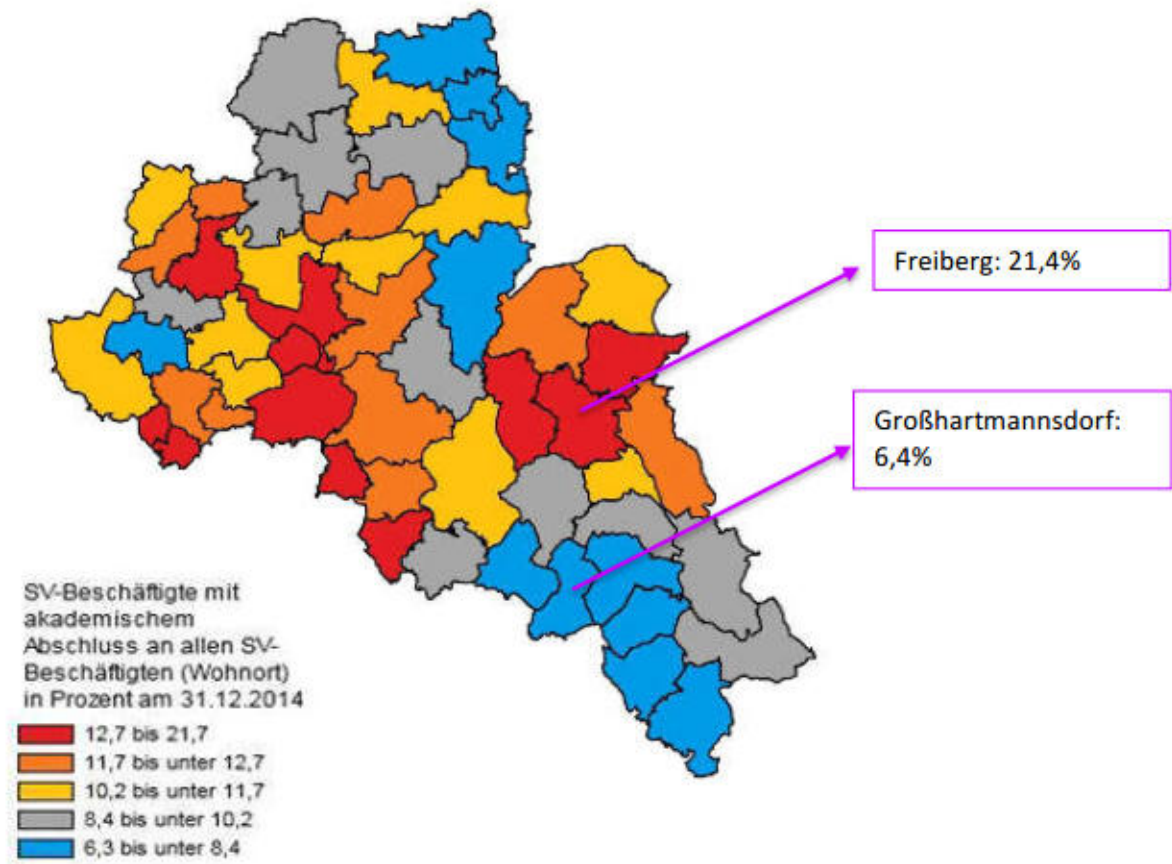 Freiberg: 21,4%
Großhartmannsdorf:
6,4%
SV-Beschäftigte mit
akademischem
Abschluss an allen SV-
Beschäftigten (Wohnort)
in Prozent am 31.12.2014
12,7 bis 21,7
11,7 bis unter 12,7
10,2 bis unter 11,7
8,4 bis unter 10,2
6,3 bis unter 8,4